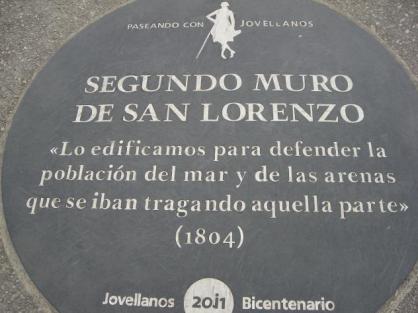 PASEANDO CON JOVELLANOS
SEGUNDO MURO
DE SAN LORENZO
«Lo edificamos para defender la
población del mar y de las arenas
que se iban tragando aquella parte»
(1804)
Jovellanos 2011 Bicentenario